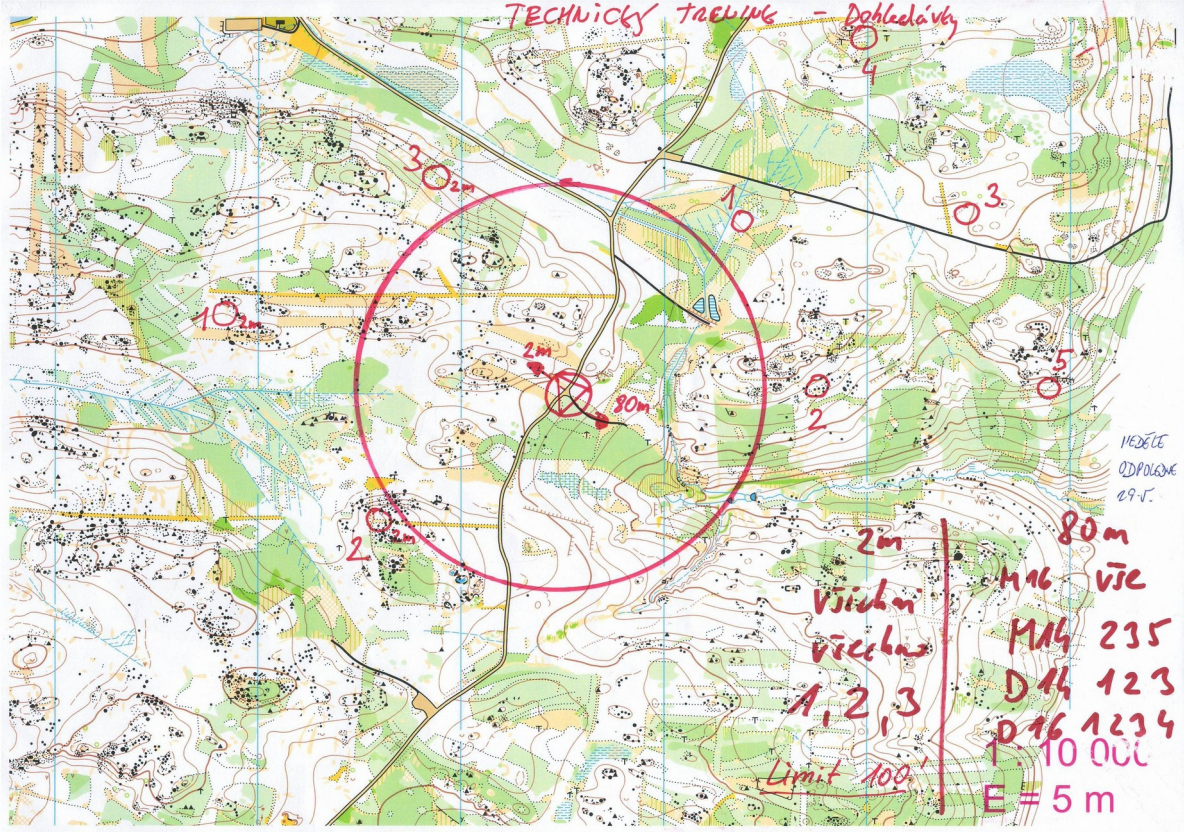 TECHNICKÝ TRENING - Dohledávky
4
3
2m
1
3
1
2m
2m
80m
5
2
2
2m
NEDĚLE
ODPOLEDNE
29.5.
2m
všichni
všechno
1, 2, 3
80m
M16 vše
M14 235
D14 123
D16 1234
Limit 100'
1 : 10 000
E = 5 m